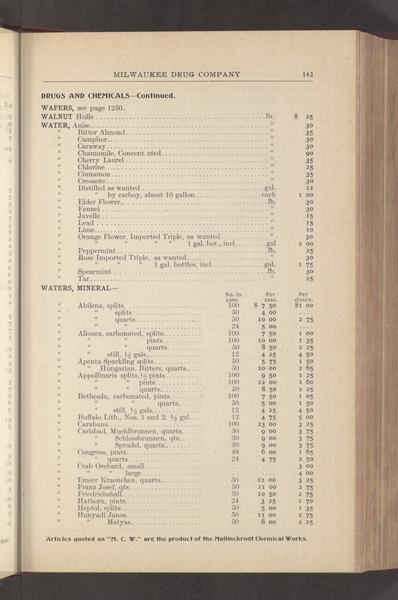 MILWAUKEE DRUG COMPANY 143
DRUGS AND CHEMICALS—Continued.
WAFERS, see page 1250.
WALNUT Hulls lb. $ 25
WATER, Anise " 30
" Bitter Almond " 35
" Camphor " 30
" Caraway " 30
" Chamomile, Concent ated " 90
" Cherry Laurel " 35
" Chlorine " 25
" Cinnamon " 35
" Creosote " 30
" Distilled as wanted gal. 12
" " by carboy, about 10 gallon each 1 00
" Elder Flower lb. 30
" Fennel " 30
" Javelle " 15
" Lead " 15
" Lime " 10
" Orange Flower, Imported Triple, as wanted " 30
" " " " 1 gal. bot., incl. gal 2 00
" Peppermint lb. 25
" Rose Imported Triple, as wanted " 30
" " " " 1 gal. bottles, incl. gal. 1 75
" Spearmint lb. 30
" Tar " 25
WATERS, MINERAL—
No. in Per Per
case. case. dozen.
" Abilena, splits 100 $ 7 50 $1 00
" " splits 50 4 00
" " quarts 50 10 00 2 75
" " " 24 5 00
" Allouez, carbonated, splits 100 7 50 1 00
" " " pints 100 10 00 1 35
" " " quarts 50 8 50 2 25
" " still, ½ gals. 12 4 25 4 50
" Apenta Sparkling splits 50 5 75 1 50
" " Hungarian, Bitters, quarts 50 10 00 2 65
" Appellinaris splits, ½ pints 100 9 50 1 25
" " " pints 100 12 00 1 60
" " " quarts 50 8 50 2 25
" Bethesda, carbonated, pints 100 7 50 1 05
" " " quarts 50 5 00 1 50
" " still, ½ gals. 12 4 25 4 50
" Buffalo Lith., Nos. 1 and 2, ½ gal. 12 4 75 5 00
" Carabana 100 23 00 3 25
" Carlsbad, Muehlbrunnen, quarts 30 9 00 3 75
" " Schlossbrunnen, qts. 30 9 00 3 75
" " Sprudel, quarts 30 9 00 3 75
" Congress, pints 48 6 00 1 65
" " quarts 24 4 75 2 50
" Crab Orchard, small 3 00
" " " large 4 00
" Emser Kraenchen, quarts 50 12 00 3 25
" Franz Josef, qts. 50 11 00 2 75
" Friedrichshall 50 10 50 2 75
" Hathorn, pints 24 3 25 1 70
" Heptol, splits 50 5 00 1 35
" Hunyadi Janos 50 11 00 2 75
" " Matyas 50 8 00 2 25
Articles quoted as "M. C. W." are the product of the Mallinckrodt Chemical Works.